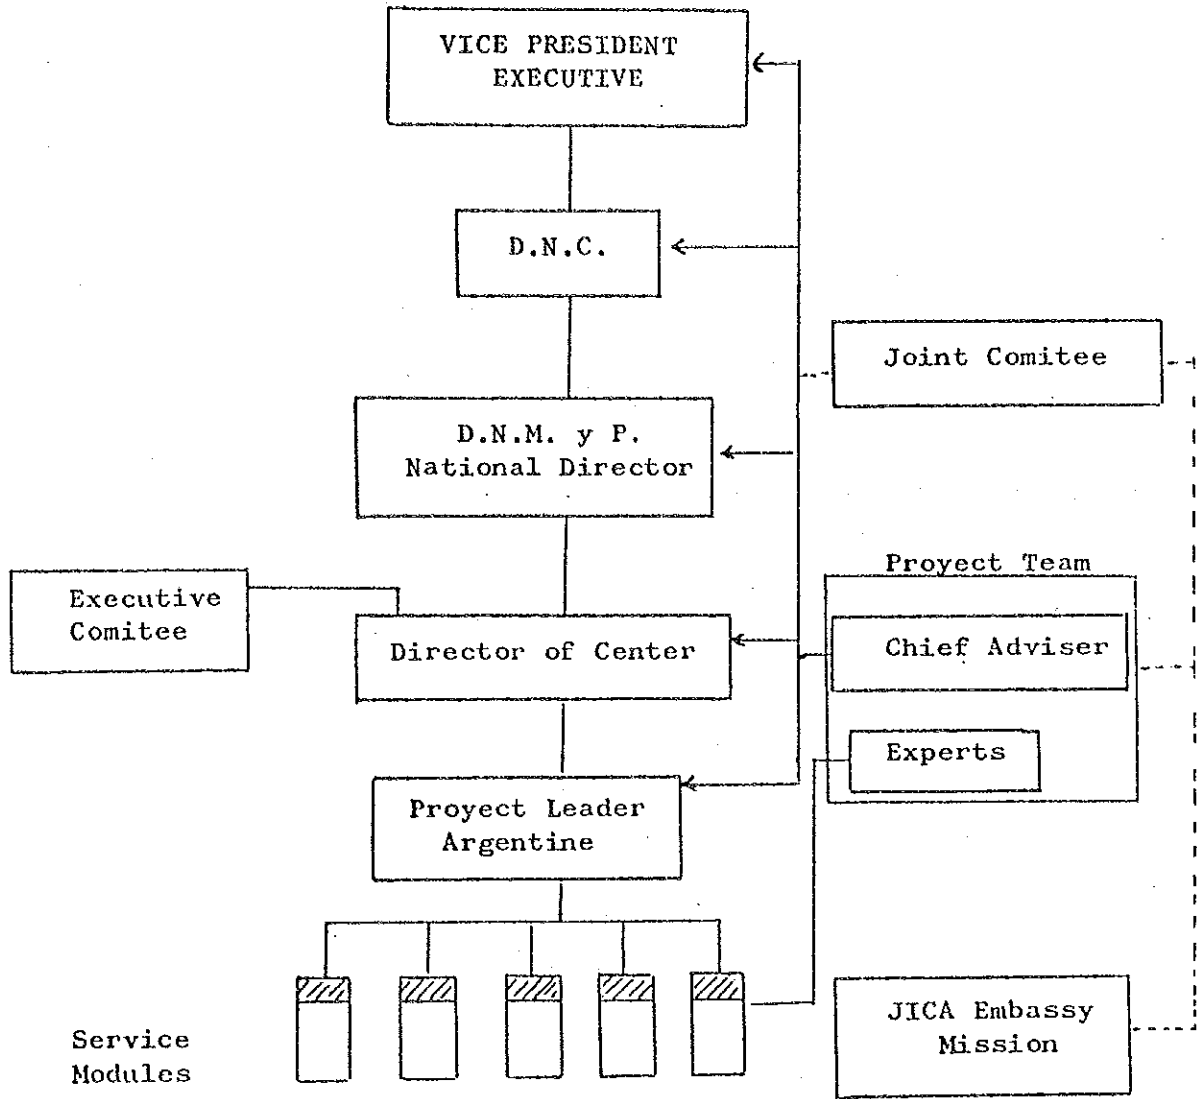 VICE PRESIDENT
EXECUTIVE
D.N.C.
Joint Comitee
D.N.M. y P.
National Director
Proyect Team
Executive
Comitee
Director of Center
Chief Adviser
Experts
Proyect Leader
Argentine
Service
Modules
JICA Embassy
Mission